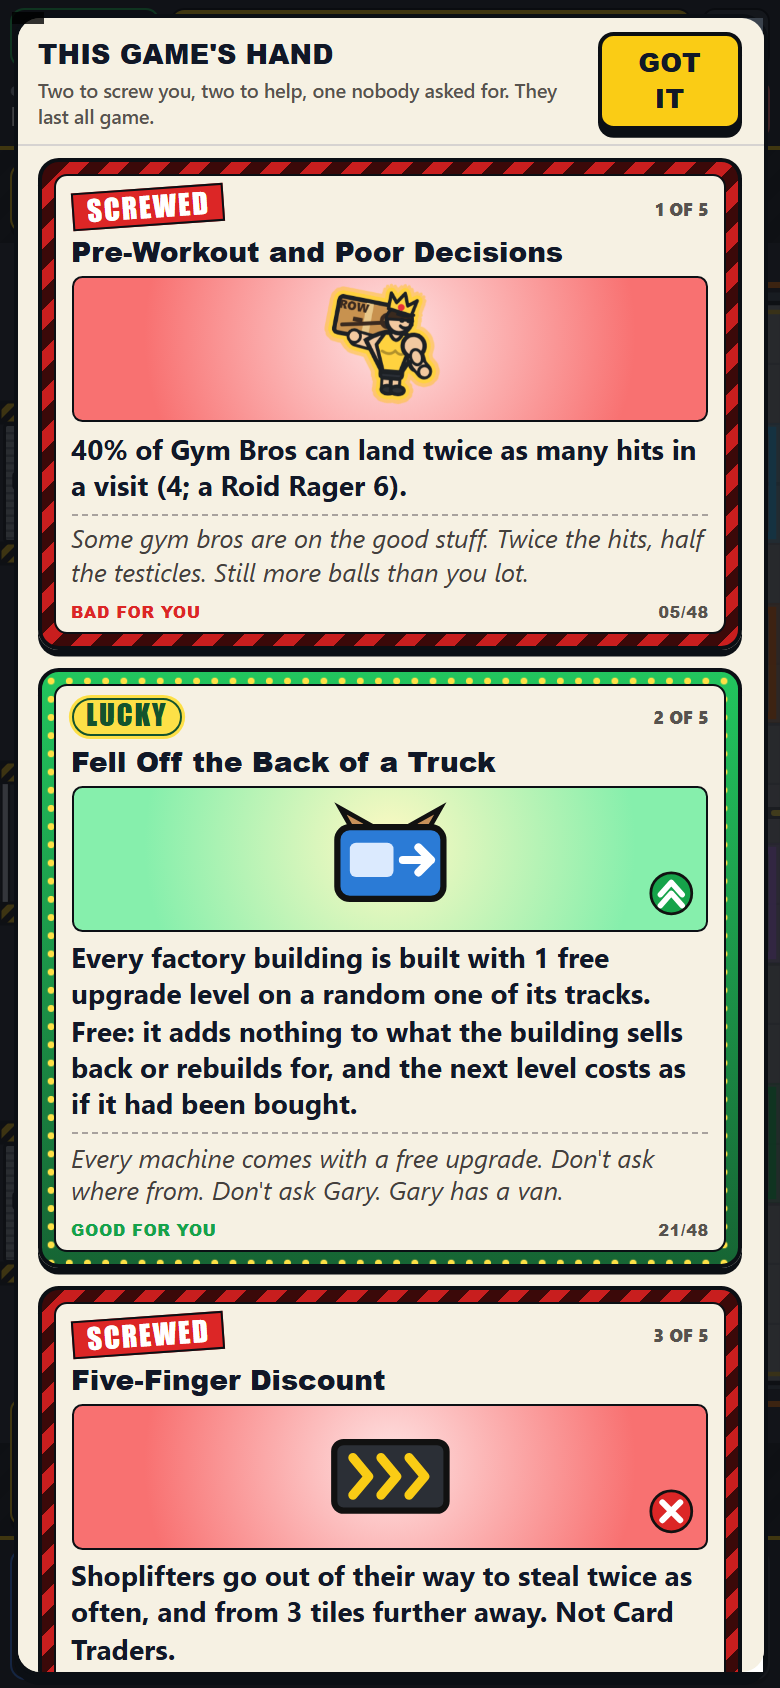 THIS GAME'S HAND
Two to screw you, two to help, one nobody asked for. They
last all game.
GOT
IT
SCREWED
1 OF 5
Pre-Workout and Poor Decisions
ROW
40% of Gym Bros can land twice as many hits in
a visit (4; a Roid Rager 6).
Some gym bros are on the good stuff. Twice the hits, half
the testicles. Still more balls than you lot.
BAD FOR YOU
05/48
LUCKY
2 OF 5
Fell Off the Back of a Truck
Every factory building is built with 1 free
upgrade level on a random one of its tracks.
Free: it adds nothing to what the building sells
back or rebuilds for, and the next level costs as
if it had been bought.
Every machine comes with a free upgrade. Don't ask
where from. Don't ask Gary. Gary has a van.
GOOD FOR YOU
21/48
SCREWED
3 OF 5
Five-Finger Discount
Shoplifters go out of their way to steal twice as
often, and from 3 tiles further away. Not Card
Traders.